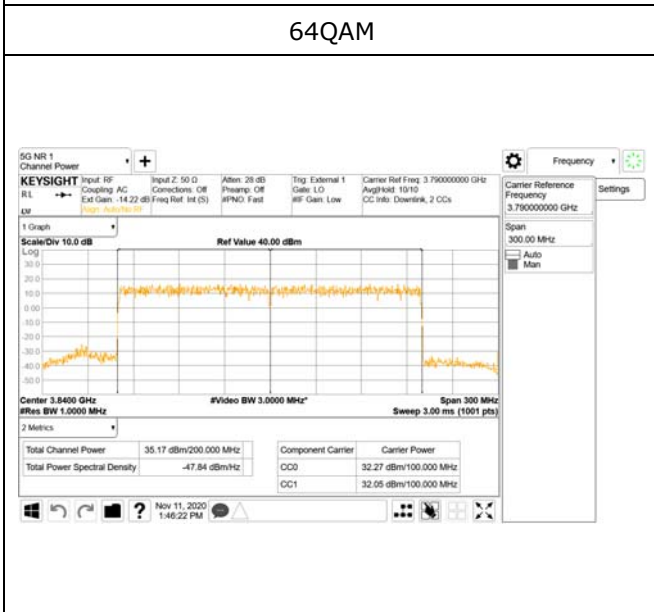 64QAM
5G NR 1
Channel Power
Frequency
KEYSIGHT
RL
Input: RF
Coupling: AC
Ext Gain: -14.22 dB
Align: Auto/No RF
Input Z: 50 Ω
Corrections: Off
Freq Ref: Int (S)
Atten: 28 dB
Preamp: Off
#PNO: Fast
Trig: External 1
Gate: LO
#IF Gain: Low
Carrier Ref Freq: 3.790000000 GHz
Avg|Hold: 10/10
CC Info: Downlink, 2 CCs
Carrier Reference
Frequency
3.790000000 GHz
Settings
Span
300.00 MHz
Auto
Man
1 Graph
Scale/Div 10.0 dB
Ref Value 40.00 dBm
Log
30.0
20.0
10.0
0.00
-10.0
-20.0
-30.0
-40.0
-50.0
Center 3.8400 GHz
#Video BW 3.0000 MHz*
Span 300 MHz
#Res BW 1.0000 MHz
Sweep 3.00 ms (1001 pts)
2 Metrics
Total Channel Power 35.17 dBm/200.000 MHz
Total Power Spectral Density -47.84 dBm/Hz
Component Carrier Carrier Power
CC0 32.27 dBm/100.000 MHz
CC1 32.05 dBm/100.000 MHz
Nov 11, 2020
1:46:22 PM